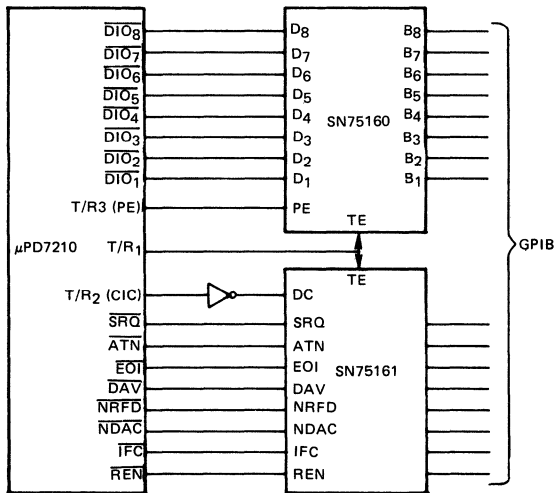 DIO8 D8 B8
DIO7 D7 B7
DIO6 D6 B6
DIO5 D5 B5
DIO4 D4 SN75160 B4
DIO3 D3 B3
DIO2 D2 B2
DIO1 D1 B1
T/R3 (PE) PE
TE
µPD7210 T/R1 GPIB
TE
T/R2 (CIC) DC
SRQ SRQ
ATN ATN
EOI EOI SN75161
DAV DAV
NRFD NRFD
NDAC NDAC
IFC IFC
REN REN